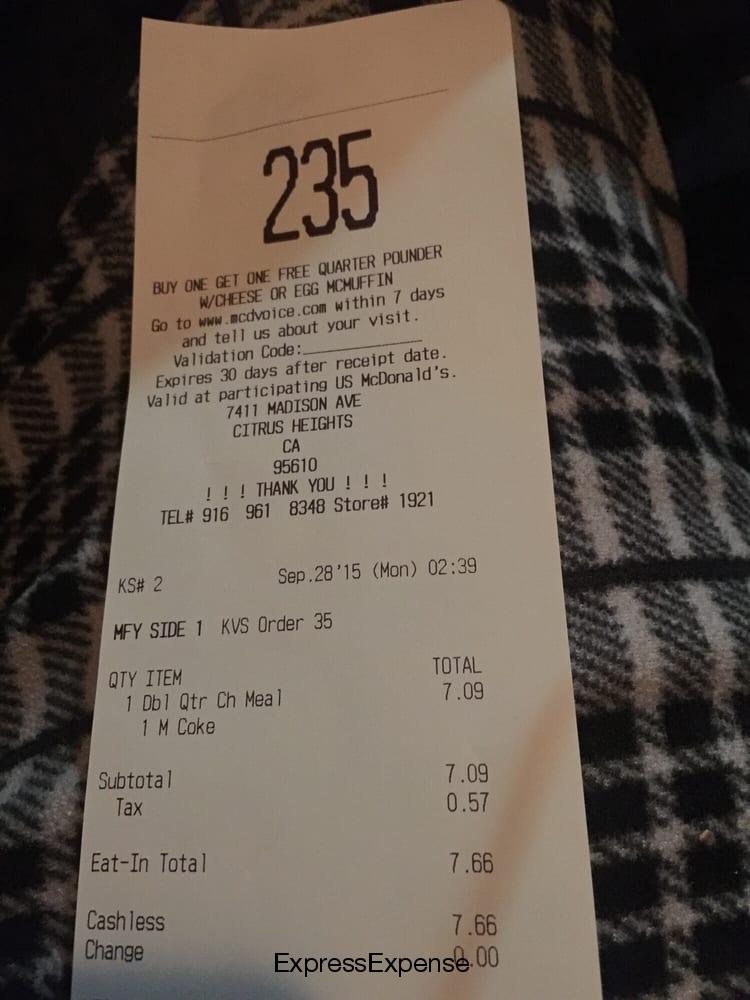 235
BUY ONE GET ONE FREE QUARTER POUNDER
W/CHEESE OR EGG MCMUFFIN
Go to www.mcdvoice.com within 7 days
and tell us about your visit.
Validation Code:______________
Expires 30 days after receipt date.
Valid at participating US McDonald's.
7411 MADISON AVE
CITRUS HEIGHTS
CA
95610
! ! ! THANK YOU ! ! !
TEL# 916 961 8348 Store# 1921
KS# 2 Sep.28'15 (Mon) 02:39
MFY SIDE 1 KVS Order 35
QTY ITEM TOTAL
1 Dbl Qtr Ch Meal 7.09
1 M Coke
Subtotal 7.09
Tax 0.57
Eat-In Total 7.66
Cashless 7.66
Change 0.00
ExpressExpense